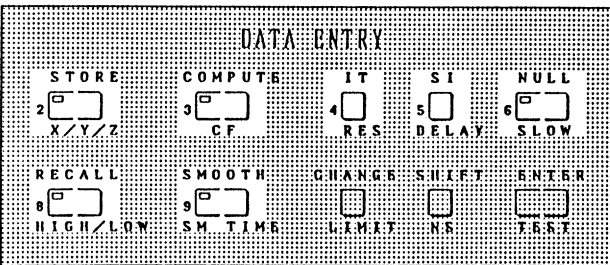 DATA ENTRY
STORE COMPUTE IT SI NULL
2 3 4 5 6
X/Y/Z CF RES DELAY SLOW
RECALL SMOOTH CHANGE SHIFT ENTER
8 9
HIGH/LOW SM TIME LIMIT NS TEST